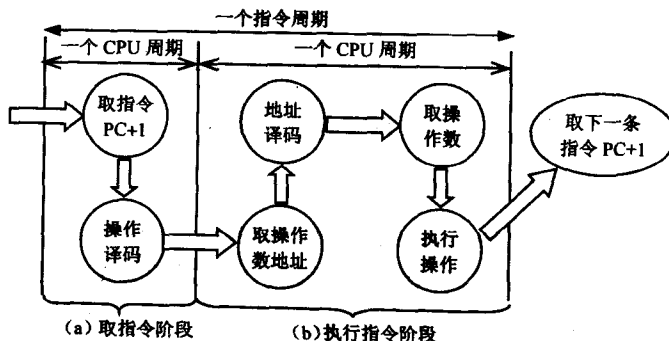 一个指令周期
一个 CPU 周期
一个 CPU 周期
取指令
PC+1
地址
译码
取操
作数
取下一条
指令 PC+1
操作
译码
取操作
数地址
执行
操作
(a) 取指令阶段
(b) 执行指令阶段